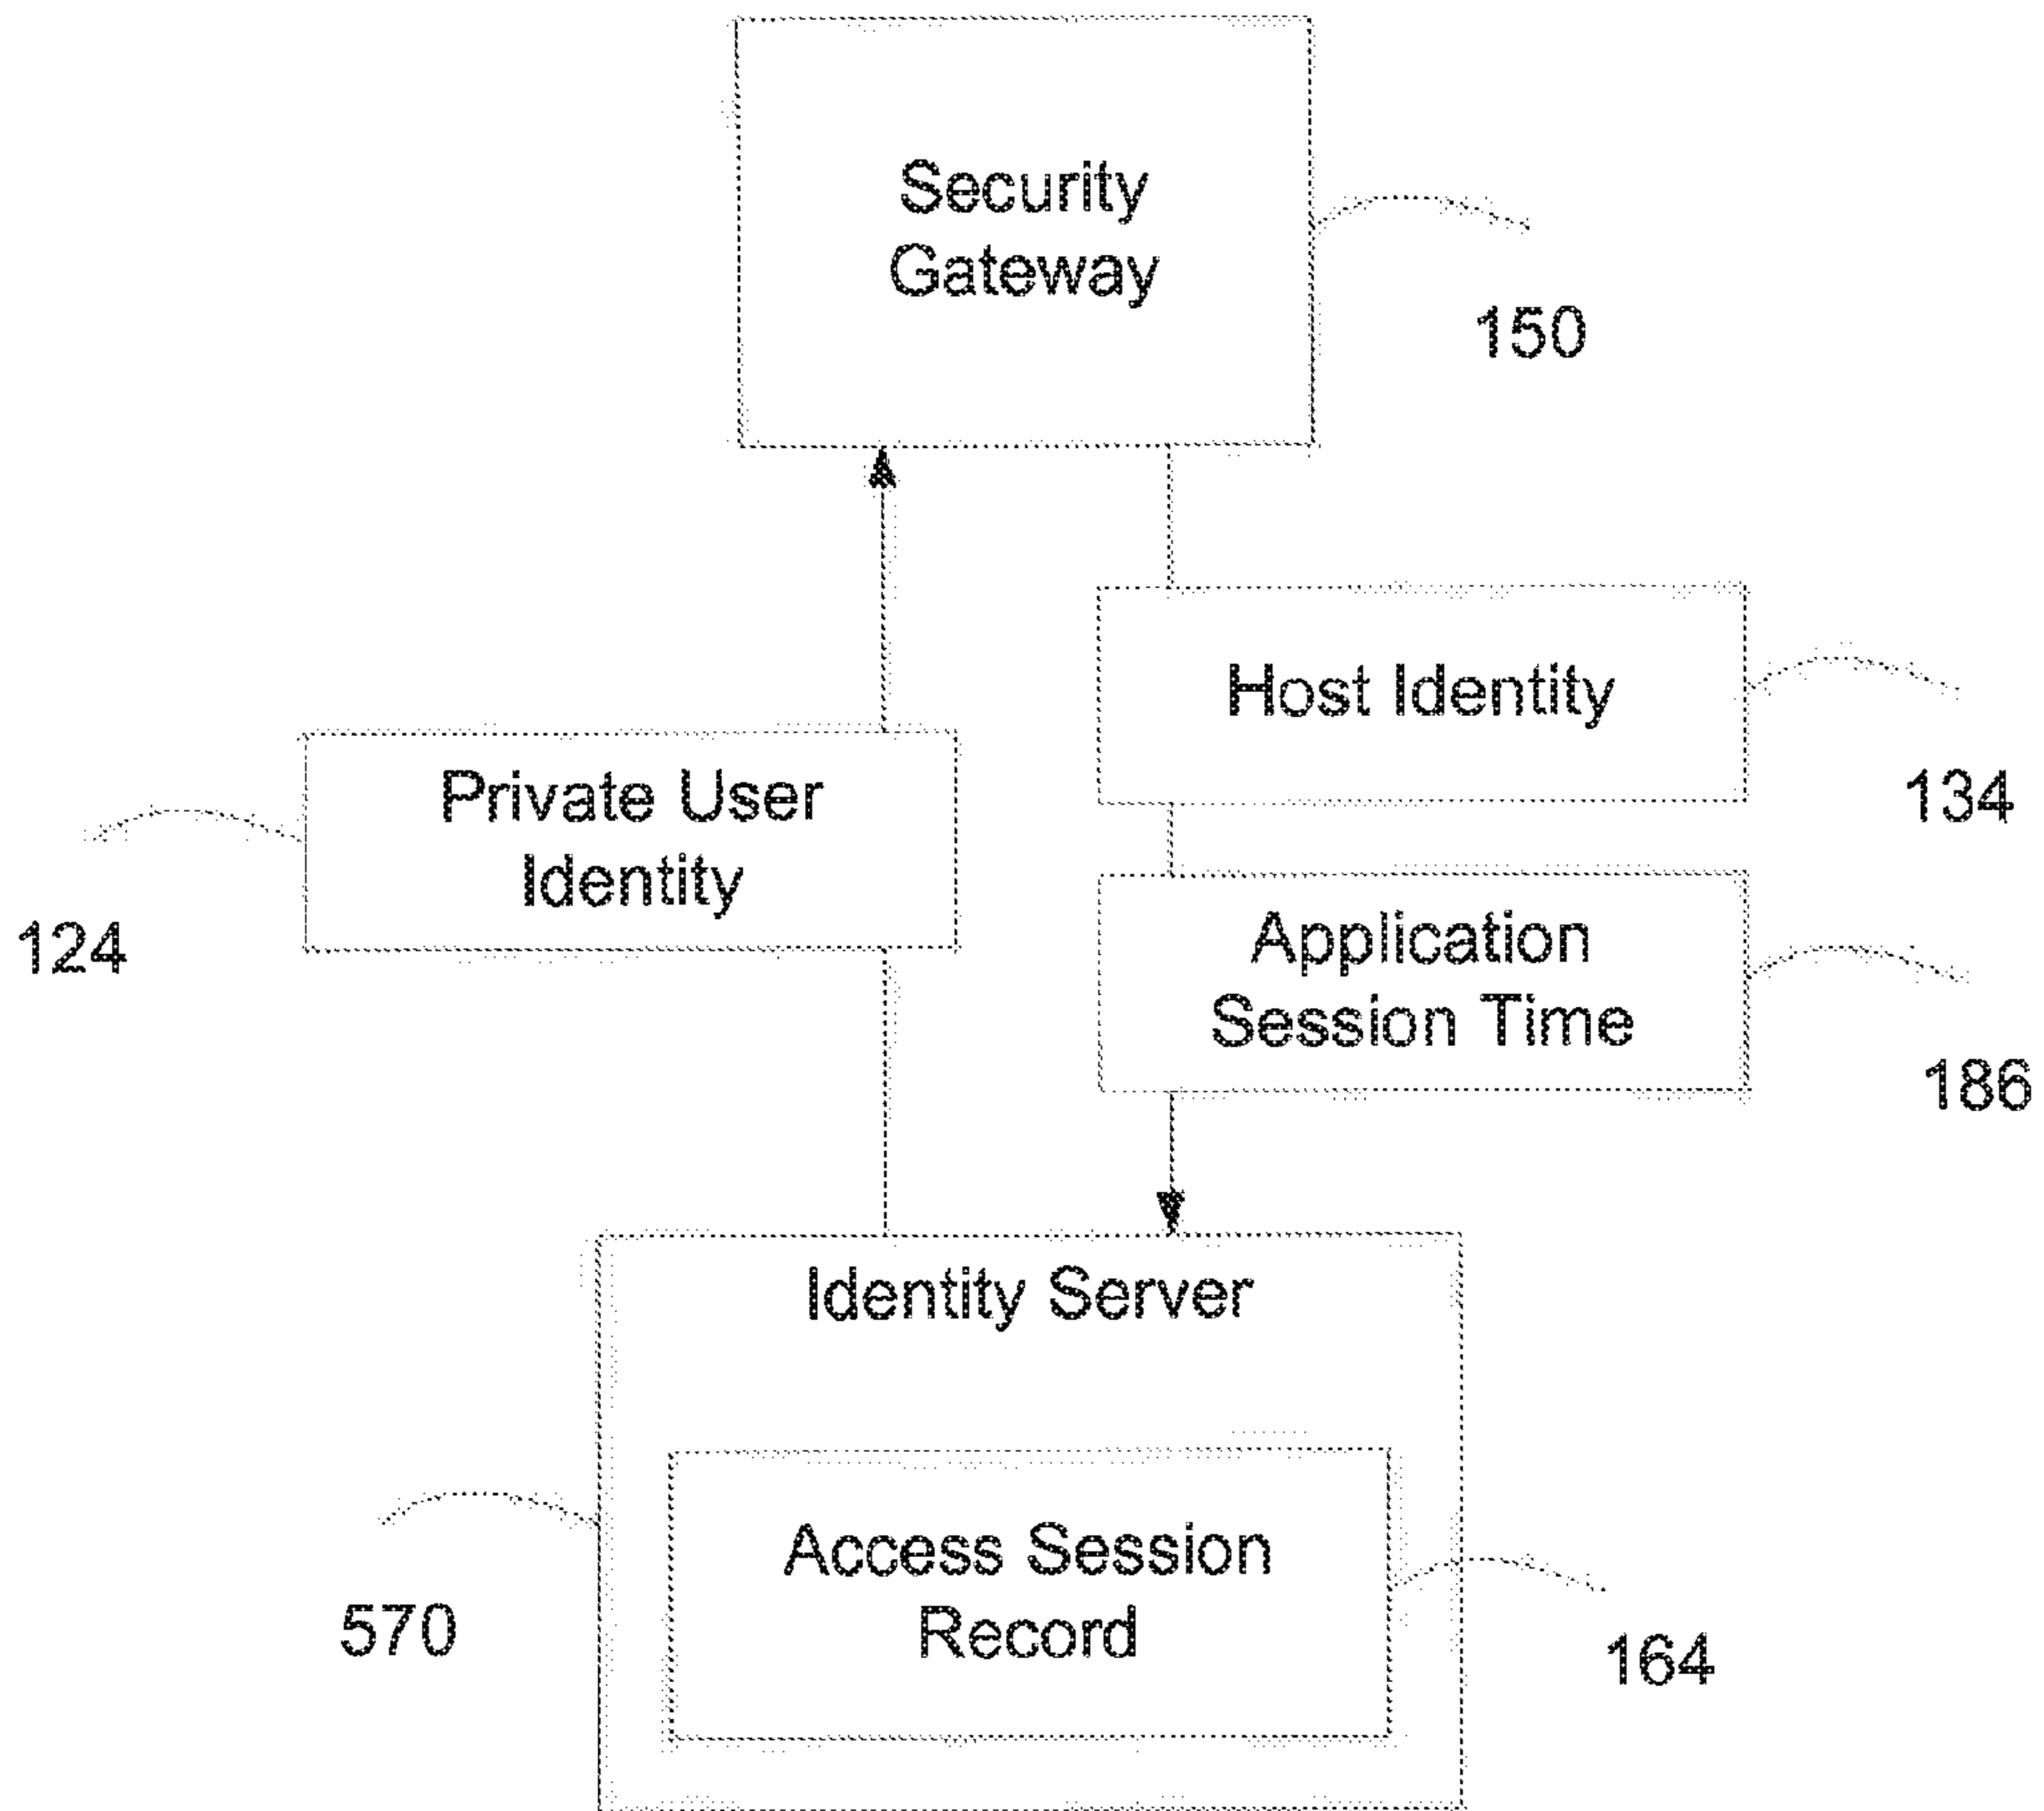 Security
Gateway
150
Host Identity
134
Private User
Identity
124
Application
Session Time
186
Identity Server
Access Session
Record
570
164